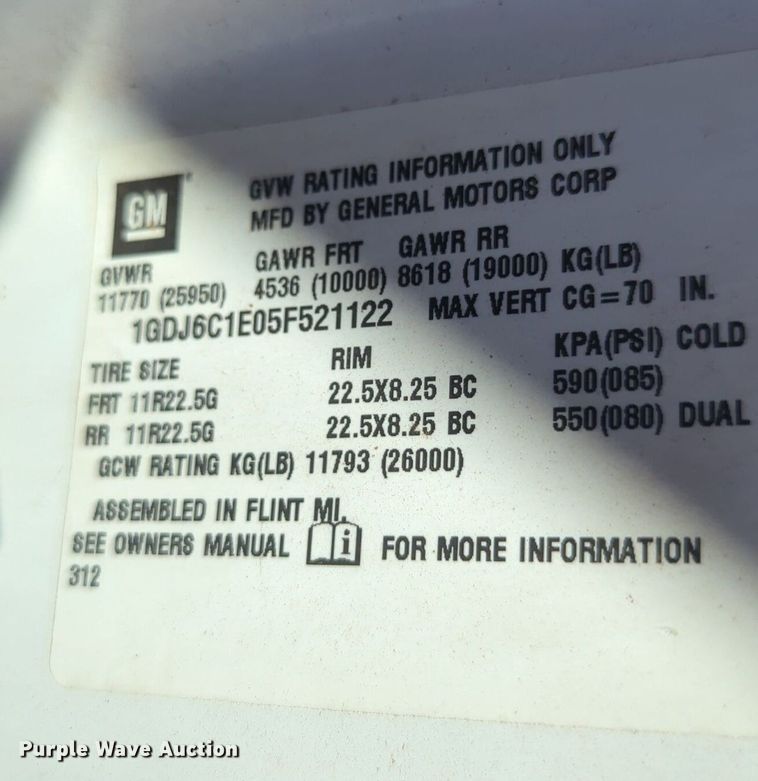 GM
GVW RATING INFORMATION ONLY
MFD BY GENERAL MOTORS CORP
GVWR GAWR FRT GAWR RR
11770 (25950) 4536 (10000) 8618 (19000) KG(LB)
1GDJ6C1E05F521122 MAX VERT CG=70 IN.
TIRE SIZE RIM KPA(PSI) COLD
FRT 11R22.5G 22.5X8.25 BC 590(085)
RR 11R22.5G 22.5X8.25 BC 550(080) DUAL
GCW RATING KG(LB) 11793 (26000)
ASSEMBLED IN FLINT MI.
SEE OWNERS MANUAL i FOR MORE INFORMATION
312
Purple Wave Auction